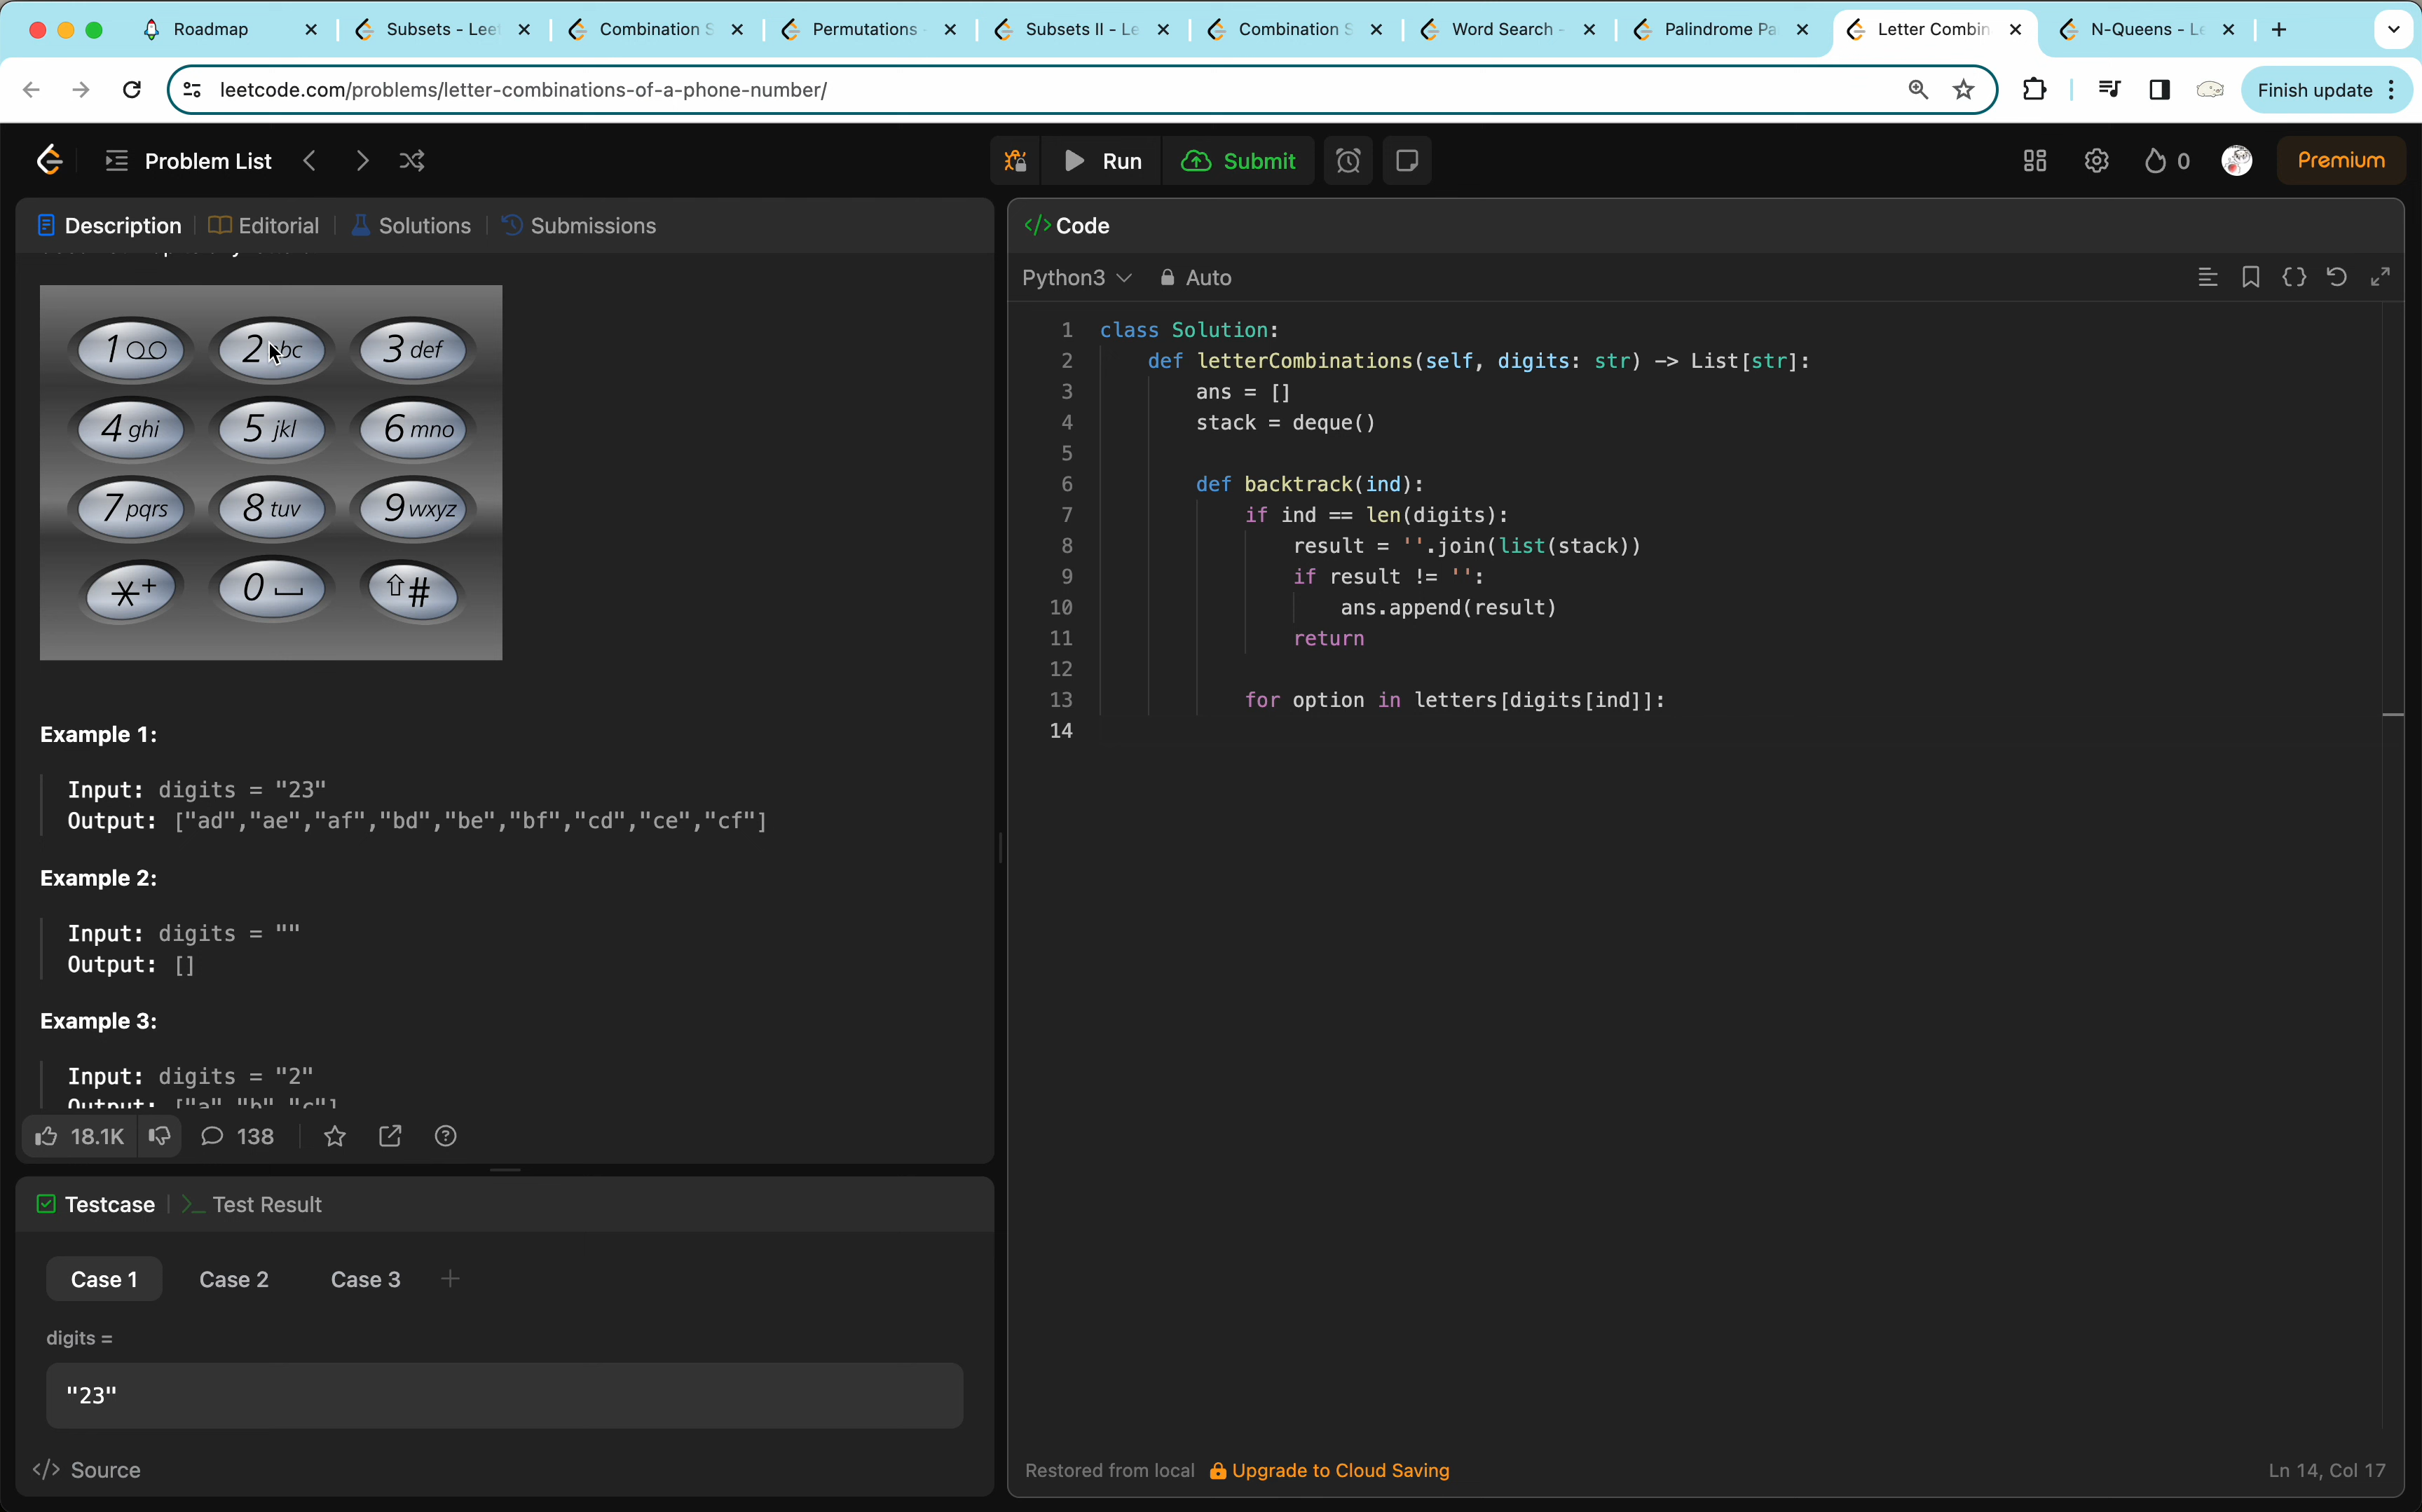 Roadmap
Subsets - Leet
Combination S
Permutations -
Subsets II - Le
Combination S
Word Search -
Palindrome Pa
Letter Combin
N-Queens - Le
leetcode.com/problems/letter-combinations-of-a-phone-number/
Finish update
Problem List
Run
Submit
0
Premium
Description
Editorial
Solutions
Submissions
1
2 bc
3 def
4 ghi
5 jkl
6 mno
7 pqrs
8 tuv
9 wxyz
*+
0
#
Example 1:
Input: digits = "23"
Output: ["ad","ae","af","bd","be","bf","cd","ce","cf"]
Example 2:
Input: digits = ""
Output: []
Example 3:
Input: digits = "2"
Output: ["a","b","c"]
18.1K
138
Testcase
Test Result
Case 1
Case 2
Case 3
digits =
"23"
</> Source
</> Code
Python3
Auto
1 class Solution:
2 def letterCombinations(self, digits: str) -> List[str]:
3 ans = []
4 stack = deque()
5
6 def backtrack(ind):
7 if ind == len(digits):
8 result = ''.join(list(stack))
9 if result != '':
10 ans.append(result)
11 return
12
13 for option in letters[digits[ind]]:
14
Restored from local
Upgrade to Cloud Saving
Ln 14, Col 17